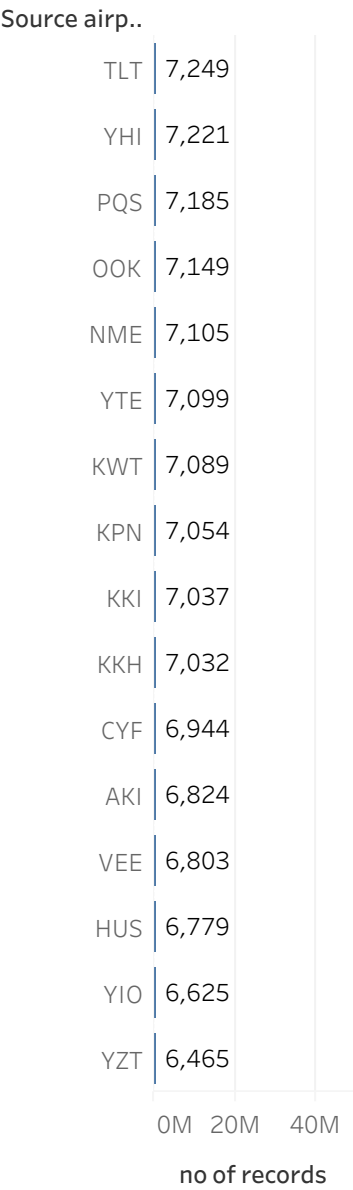 Source airp..
TLT 7,249
YHI 7,221
PQS 7,185
OOK 7,149
NME 7,105
YTE 7,099
KWT 7,089
KPN 7,054
KKI 7,037
KKH 7,032
CYF 6,944
AKI 6,824
VEE 6,803
HUS 6,779
YIO 6,625
YZT 6,465
0M 20M 40M
no of records